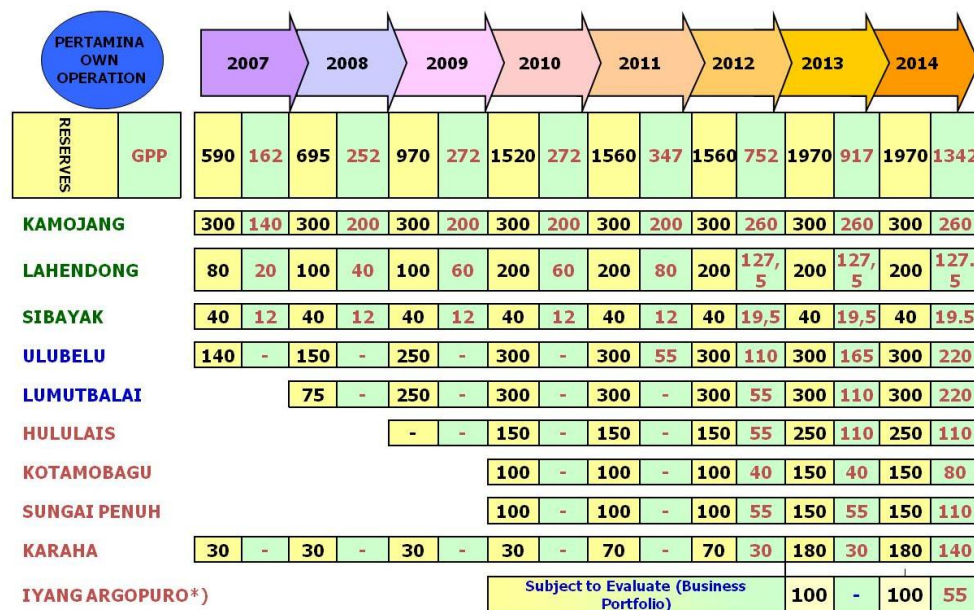 PERTAMINA
OWN
OPERATION
2007 2008 2009 2010 2011 2012 2013 2014
RESERVES GPP 590 162 695 252 970 272 1520 272 1560 347 1560 752 1970 917 1970 1342
KAMOJANG 300 140 300 200 300 200 300 200 300 200 300 260 300 260 300 260
LAHENDONG 80 20 100 40 100 60 200 60 200 80 200 127,5 200 127,5 200 127.5
SIBAYAK 40 12 40 12 40 12 40 12 40 12 40 19,5 40 19,5 40 19.5
ULUBELU 140 - 150 - 250 - 300 - 300 55 300 110 300 165 300 220
LUMUTBALAI 75 - 250 - 300 - 300 - 300 55 300 110 300 220
HULULAIS - - 150 - 150 - 150 55 250 110 250 110
KOTAMOBAGU 100 - 100 - 100 40 150 40 150 80
SUNGAI PENUH 100 - 100 - 100 55 150 55 150 110
KARAHA 30 - 30 - 30 - 30 - 70 - 70 30 180 30 180 140
IYANG ARGOPURO*) Subject to Evaluate (Business
Portfolio) 100 - 100 55